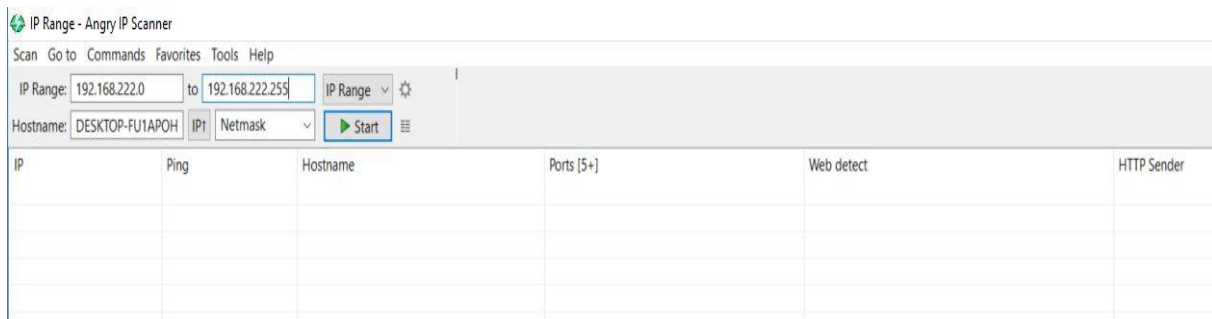 IP Range - Angry IP Scanner
Scan Go to Commands Favorites Tools Help
IP Range: 192.168.222.0 to 192.168.222.255 IP Range
Hostname: DESKTOP-FU1APOH IP↑ Netmask Start
IP Ping Hostname Ports [5+] Web detect HTTP Sender